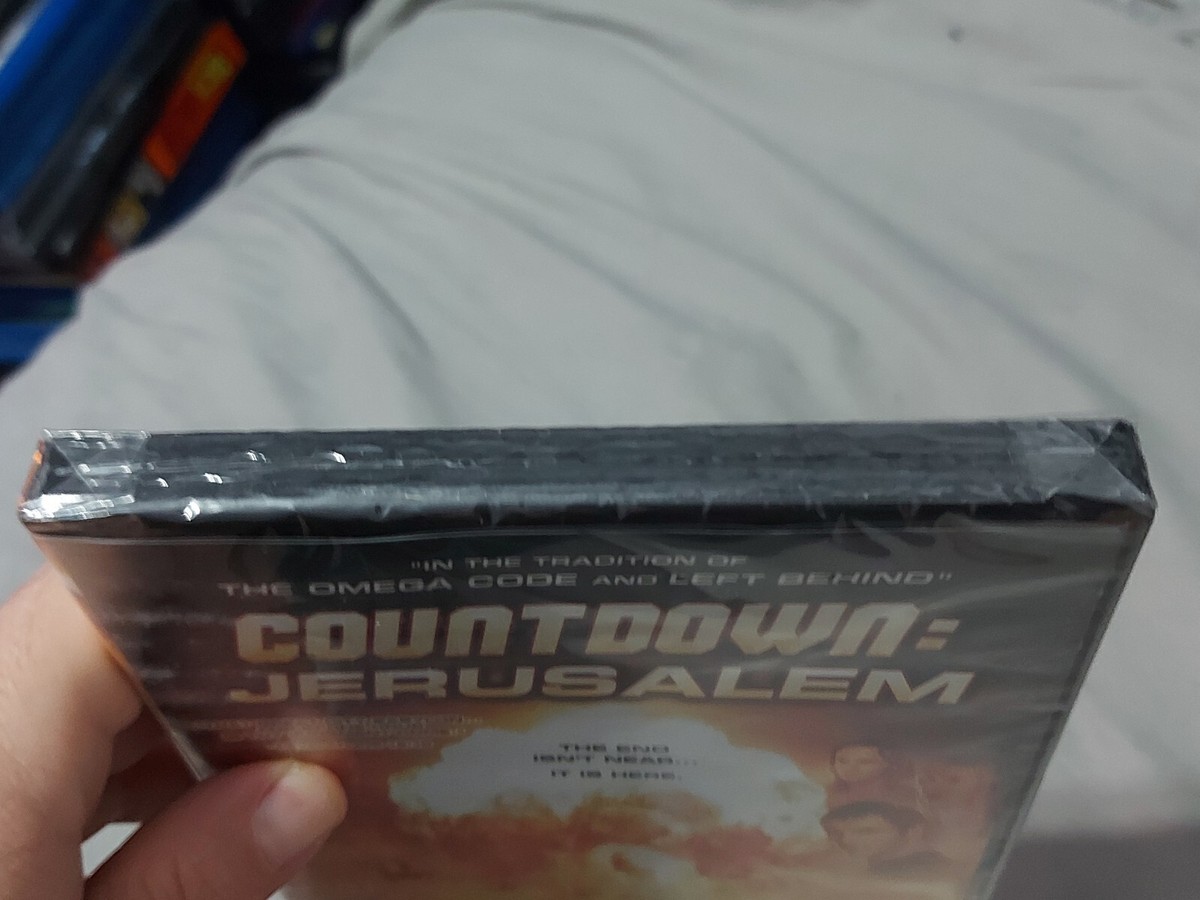 "IN THE TRADITION OF
THE OMEGA CODE AND LEFT BEHIND"
COUNTDOWN:
JERUSALEM
THE END
ISN'T NEAR...
IT IS HERE.